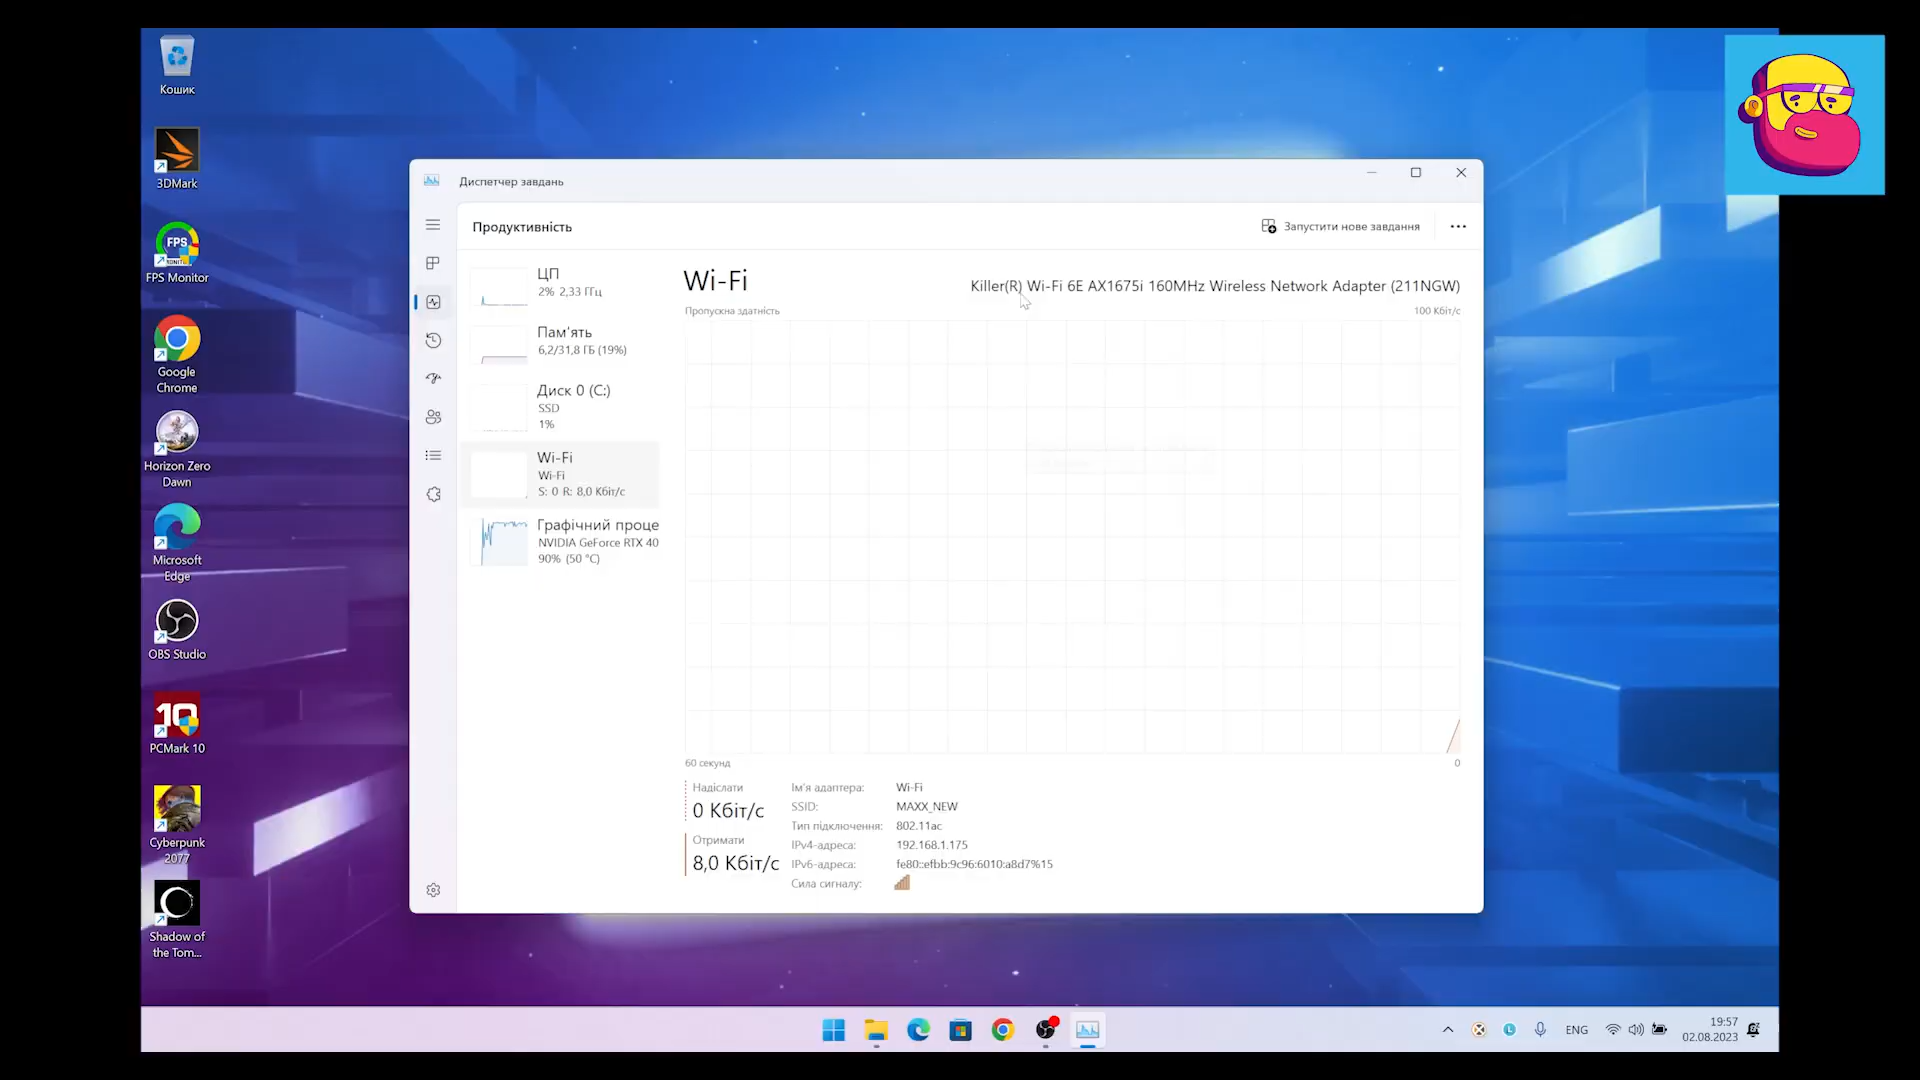 Кошик
3DMark
FPS
FPS Monitor
Google
Chrome
Horizon Zero
Dawn
Microsoft
Edge
OBS Studio
10
PCMark 10
Cyberpunk
2077
Shadow of
the Tom...
Диспетчер завдань
Продуктивність
Запустити нове завдання
ЦП
2% 2,33 ГГц
Пам'ять
6,2/31,8 ГБ (19%)
Диск 0 (C:)
SSD
1%
Wi-Fi
Wi-Fi
S: 0 R: 8,0 Кбіт/с
Графічний проце
NVIDIA GeForce RTX 40
90% (50 °C)
Wi-Fi
Killer(R) Wi-Fi 6E AX1675i 160MHz Wireless Network Adapter (211NGW)
Пропускна здатність
100 Кбіт/с
60 секунд
0
Надіслати
0 Кбіт/с
Отримати
8,0 Кбіт/с
Ім'я адаптера: Wi-Fi
SSID: MAXX_NEW
Тип підключення: 802.11ac
IPv4-адреса: 192.168.1.175
IPv6-адреса: fe80::efbb:9c96:6010:a8d7%15
Сила сигналу:
ENG
19:57
02.08.2023